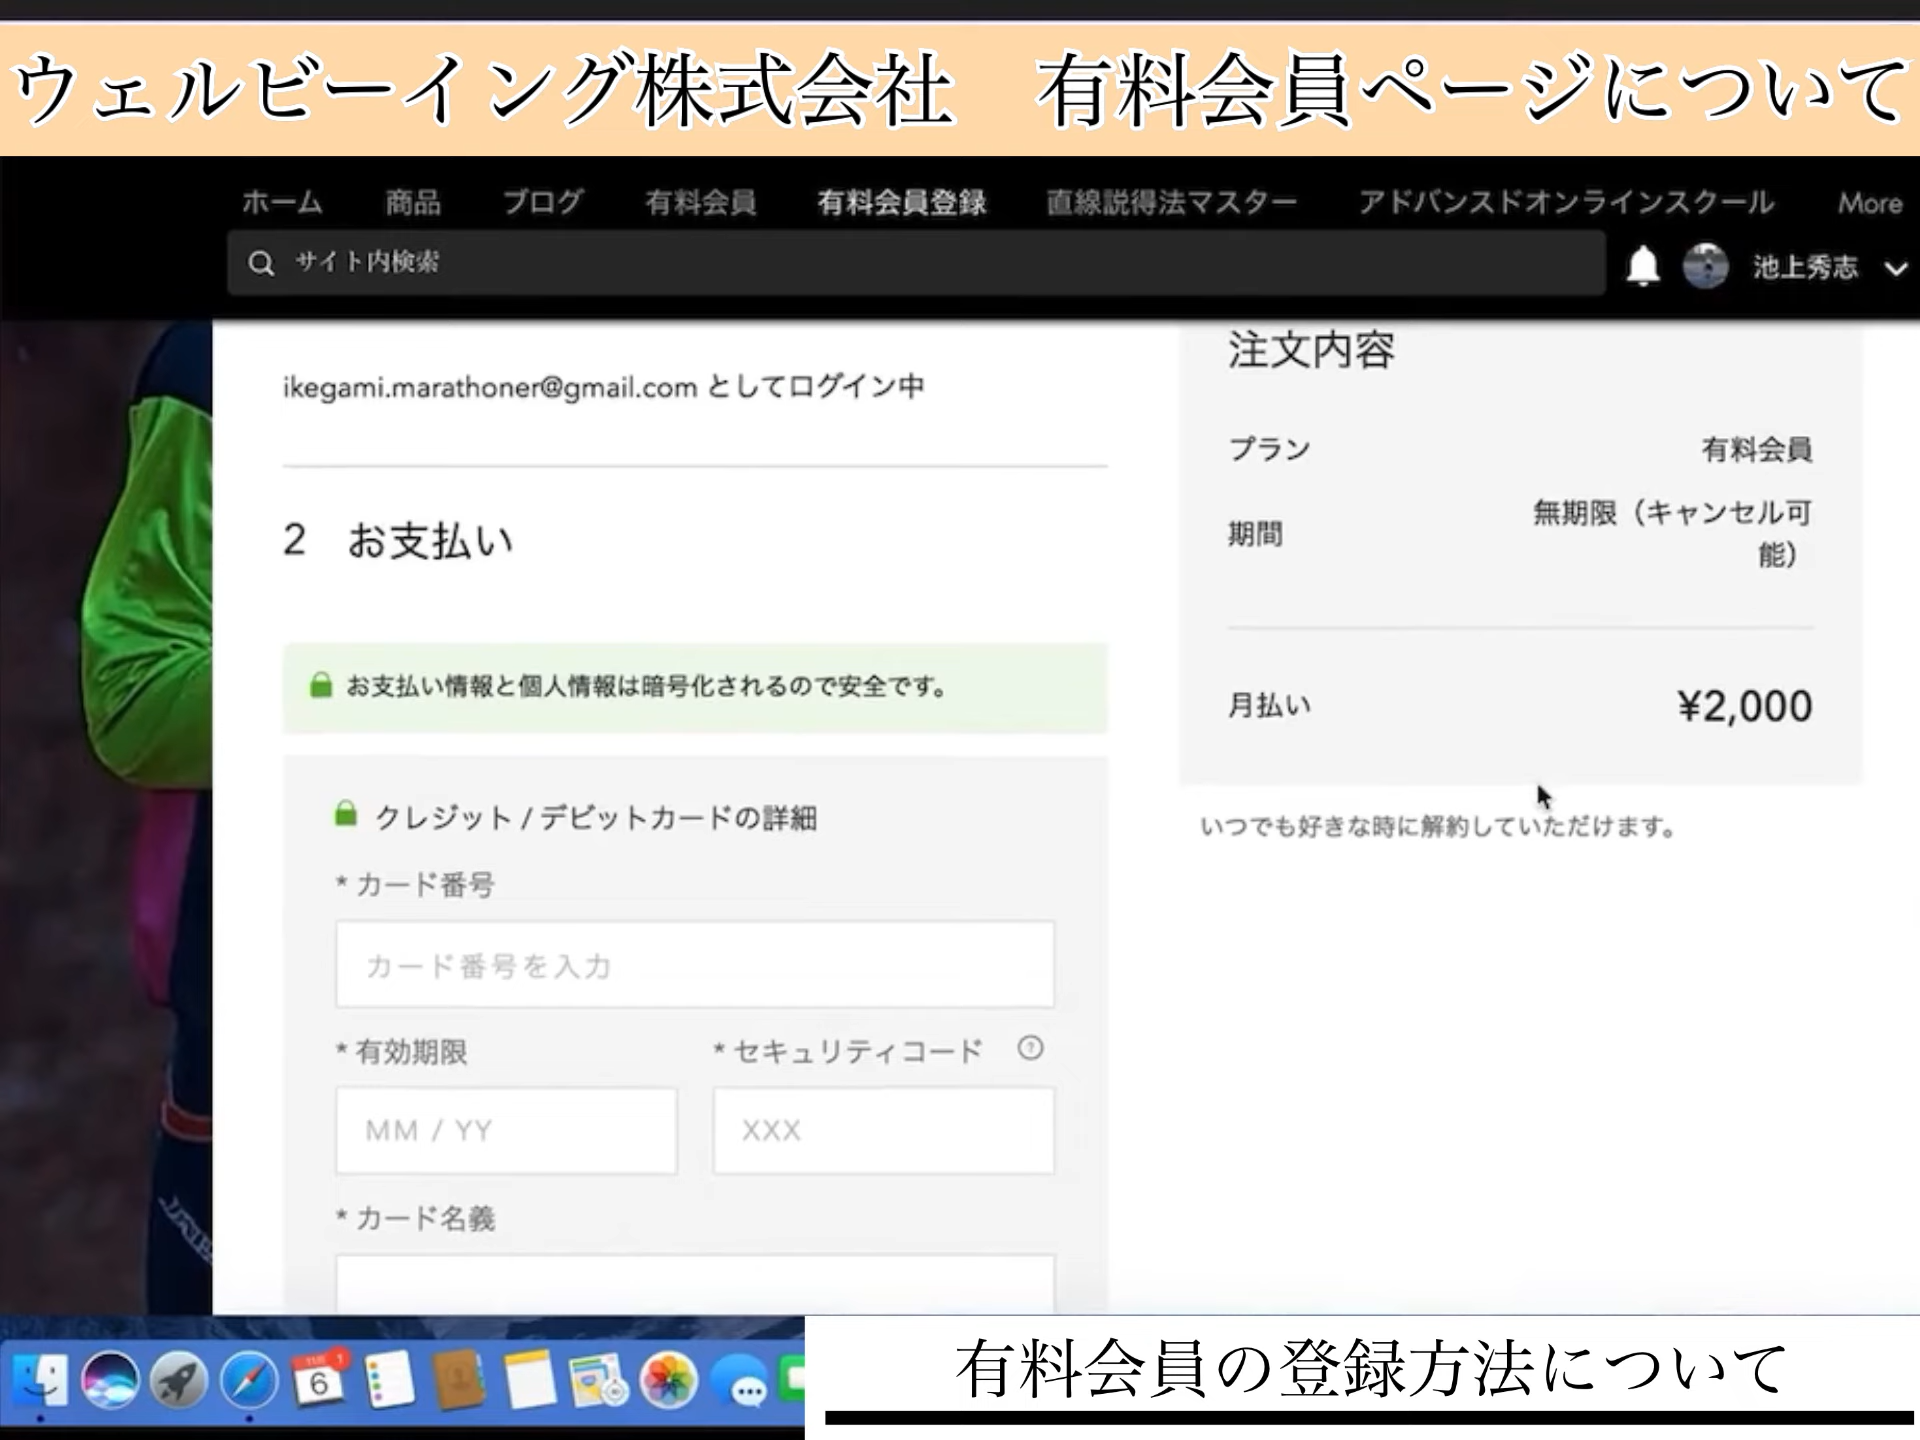 ウェルビーイング株式会社　有料会員ページについて
ホーム 商品 ブログ 有料会員 有料会員登録 直線説得法マスター アドバンスドオンラインスクール More
サイト内検索
池上秀志
ikegami.marathoner@gmail.com としてログイン中
2 お支払い
お支払い情報と個人情報は暗号化されるので安全です。
クレジット / デビットカードの詳細
* カード番号
カード番号を入力
* 有効期限
* セキュリティコード
MM / YY
XXX
* カード名義
注文内容
プラン 有料会員
期間 無期限（キャンセル可
能）
月払い ¥2,000
いつでも好きな時に解約していただけます。
1
6
有料会員の登録方法について